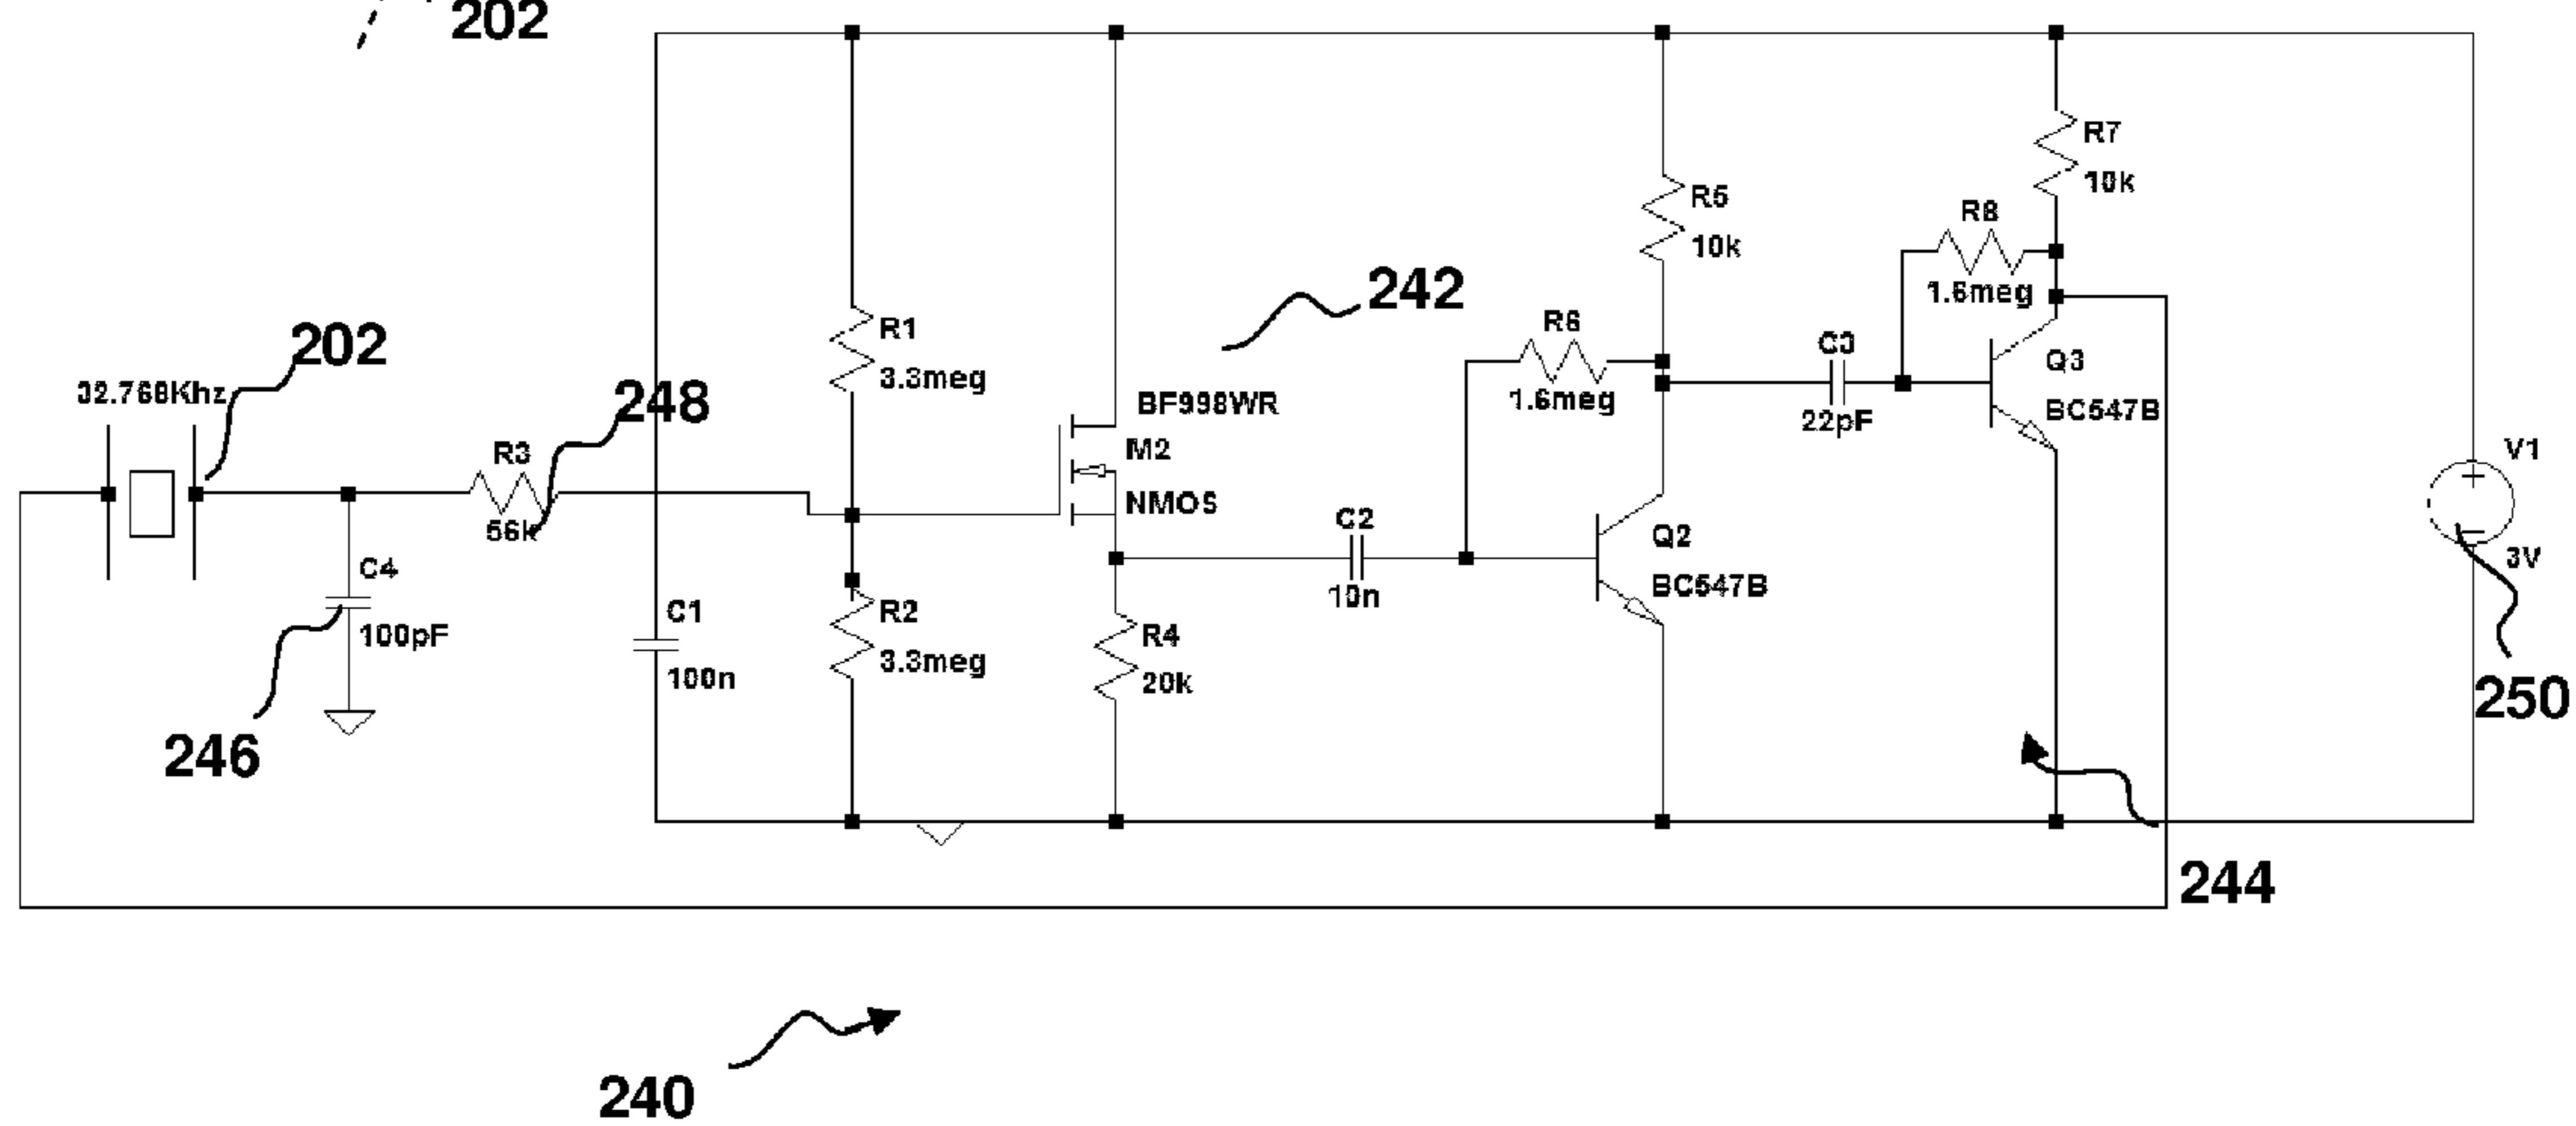 202
R7
10k
R5
10k
R8
1.6meg
242
R1
3.3meg
R6
1.6meg
C3
22pF
Q3
BC547B
202
32.768Khz
248
BF998WR
M2
NMOS
R3
56k
V1
3V
C2
10n
Q2
BC547B
C4
100pF
C1
100n
R2
3.3meg
R4
20k
246
250
244
240